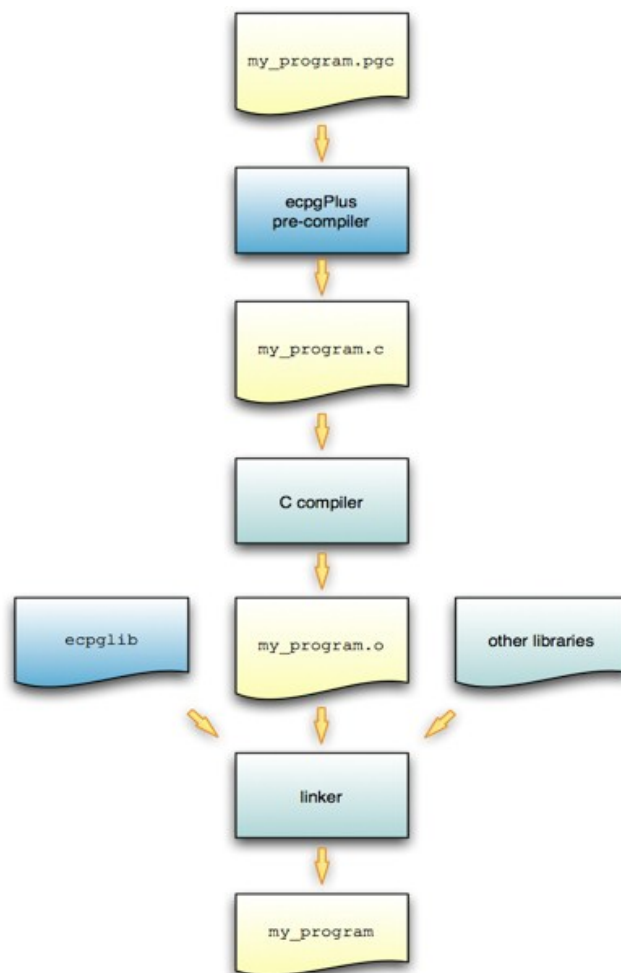 my_program.pgc
ecpgPlus
pre-compiler
my_program.c
C compiler
ecpglib
my_program.o
other libraries
linker
my_program